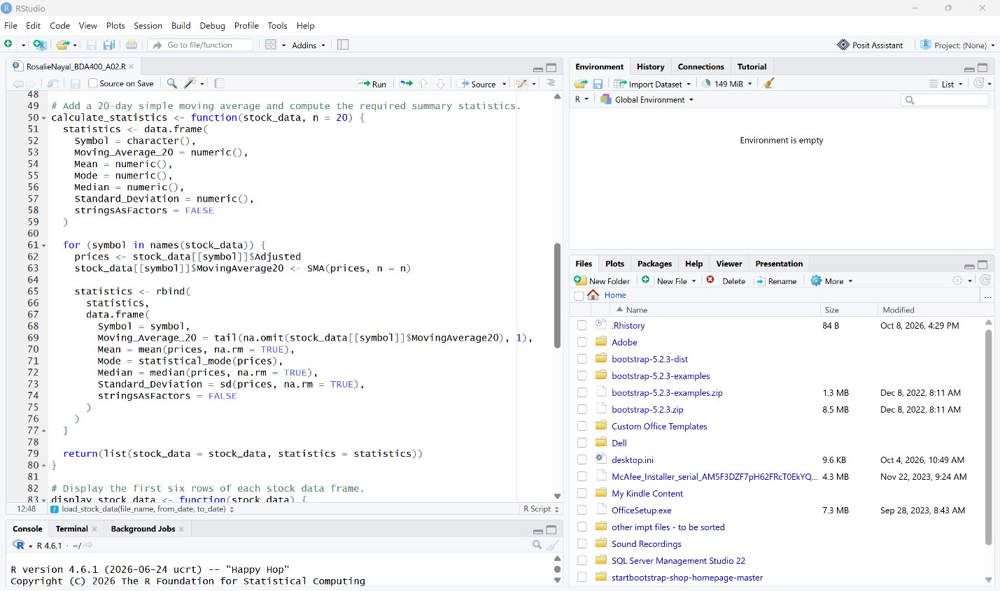 RStudio
File Edit Code View Plots Session Build Debug Profile Tools Help
Go to file/function Addins Posit Assistant Project: (None)
RosalieNayal_BDA400_A02.R
Source on Save Run Source
48
49 # Add a 20-day simple moving average and compute the required summary statistics.
50 calculate_statistics <- function(stock_data, n = 20) {
51 statistics <- data.frame(
52 Symbol = character(),
53 Moving_Average_20 = numeric(),
54 Mean = numeric(),
55 Mode = numeric(),
56 Median = numeric(),
57 Standard_Deviation = numeric(),
58 stringsAsFactors = FALSE
59 )
60
61 for (symbol in names(stock_data)) {
62 prices <- stock_data[[symbol]]$Adjusted
63 stock_data[[symbol]]$MovingAverage20 <- SMA(prices, n = n)
64
65 statistics <- rbind(
66 statistics,
67 data.frame(
68 Symbol = symbol,
69 Moving_Average_20 = tail(na.omit(stock_data[[symbol]]$MovingAverage20), 1),
70 Mean = mean(prices, na.rm = TRUE),
71 Mode = statistical_mode(prices),
72 Median = median(prices, na.rm = TRUE),
73 Standard_Deviation = sd(prices, na.rm = TRUE),
74 stringsAsFactors = FALSE
75 )
76 )
77 }
78
79 return(list(stock_data = stock_data, statistics = statistics))
80 }
81
82 # Display the first six rows of each stock data frame.
83 display_stock_data <- function(stock_data) {
12:48 load_stock_data(file_name, from_date, to_date) R Script
Console Terminal Background Jobs
R 4.6.1 · ~/
R version 4.6.1 (2026-06-24 ucrt) -- "Happy Hop"
Copyright (C) 2026 The R Foundation for Statistical Computing
Environment History Connections Tutorial
Import Dataset 149 MiB List
R Global Environment
Environment is empty
Files Plots Packages Help Viewer Presentation
New Folder New File Delete Rename More
Home ...
Name Size Modified
.Rhistory 84 B Oct 8, 2026, 4:29 PM
Adobe
bootstrap-5.2.3-dist
bootstrap-5.2.3-examples
bootstrap-5.2.3-examples.zip 1.3 MB Dec 8, 2022, 8:11 AM
bootstrap-5.2.3.zip 8.5 MB Dec 8, 2022, 8:11 AM
Custom Office Templates
Dell
desktop.ini 9.6 KB Oct 4, 2026, 10:49 AM
McAfee_Installer_serial_AM5F3DZF7pH62FRcT0EkYQ... 4.3 MB Nov 22, 2023, 9:24 AM
My Kindle Content
OfficeSetup.exe 7.3 MB Sep 28, 2023, 8:43 AM
other impt files - to be sorted
Sound Recordings
SQL Server Management Studio 22
startbootstrap-shop-homepage-master